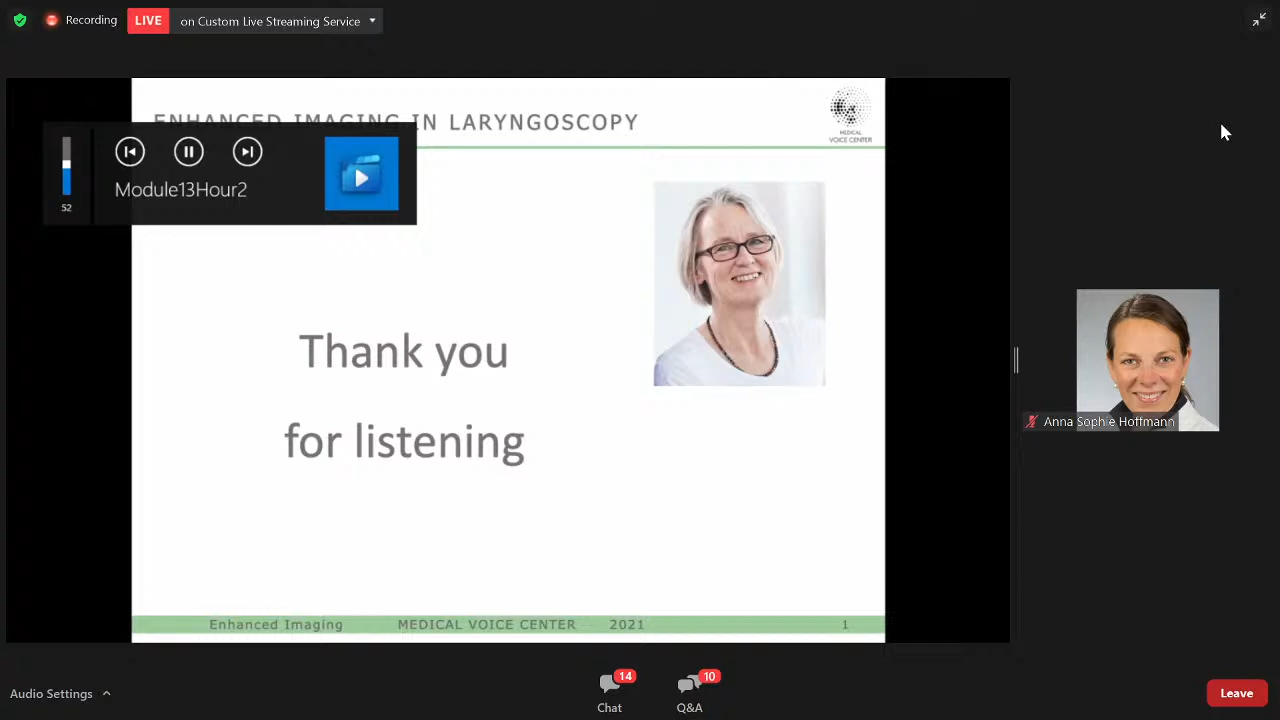 Recording
LIVE
on Custom Live Streaming Service
ENHANCED IMAGING IN LARYNGOSCOPY
MEDICAL
VOICE CENTER
Module13Hour2
52
Thank you
for listening
Anna Sophie Hoffmann
Enhanced Imaging MEDICAL VOICE CENTER 2021 1
Audio Settings
14
Chat
10
Q&A
Leave